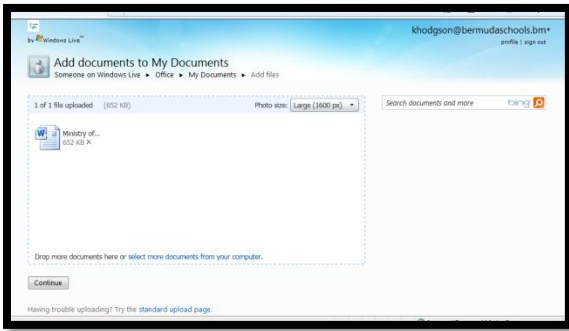 khodgson@bermudaschools.bm
by Windows Live™
profile | sign out
Add documents to My Documents
Someone on Windows Live ▸ Office ▸ My Documents ▸ Add files
1 of 1 file uploaded (652 KB)
Photo size: Large (1600 px)
Search documents and more
bing
Ministry of...
652 KB ×
Drop more documents here or select more documents from your computer.
Continue
Having trouble uploading? Try the standard upload page.